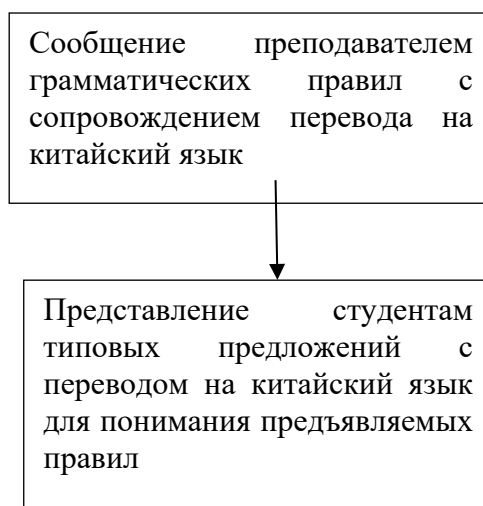 Сообщение преподавателем
грамматических правил с
сопровождением перевода на
китайский язык
Представление студентам
типовых предложений с
переводом на китайский язык
для понимания предъявляемых
правил